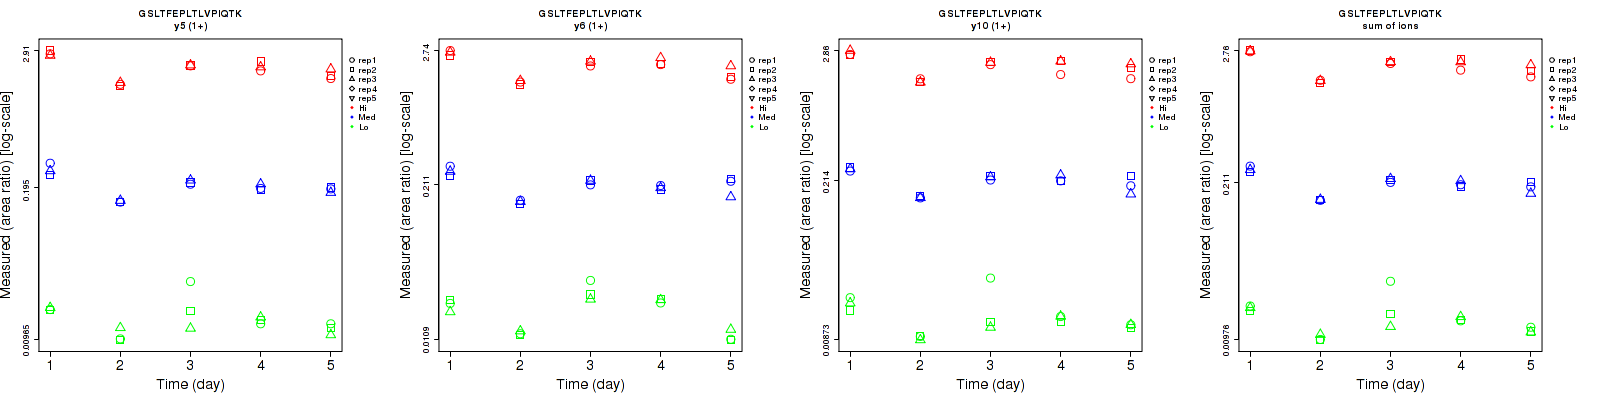 GSLTFEPLTLVPIQTK
y5 (1+)
Measured (area ratio) [log-scale]
2.91
0.195
0.00965
1 2 3 4 5
Time (day)
rep1
rep2
rep3
rep4
rep5
Hi
Med
Lo
GSLTFEPLTLVPIQTK
y6 (1+)
Measured (area ratio) [log-scale]
2.74
0.211
0.0109
1 2 3 4 5
Time (day)
rep1
rep2
rep3
rep4
rep5
Hi
Med
Lo
GSLTFEPLTLVPIQTK
y10 (1+)
Measured (area ratio) [log-scale]
2.86
0.214
0.00873
1 2 3 4 5
Time (day)
rep1
rep2
rep3
rep4
rep5
Hi
Med
Lo
GSLTFEPLTLVPIQTK
sum of ions
Measured (area ratio) [log-scale]
2.76
0.211
0.00976
1 2 3 4 5
Time (day)
rep1
rep2
rep3
rep4
rep5
Hi
Med
Lo